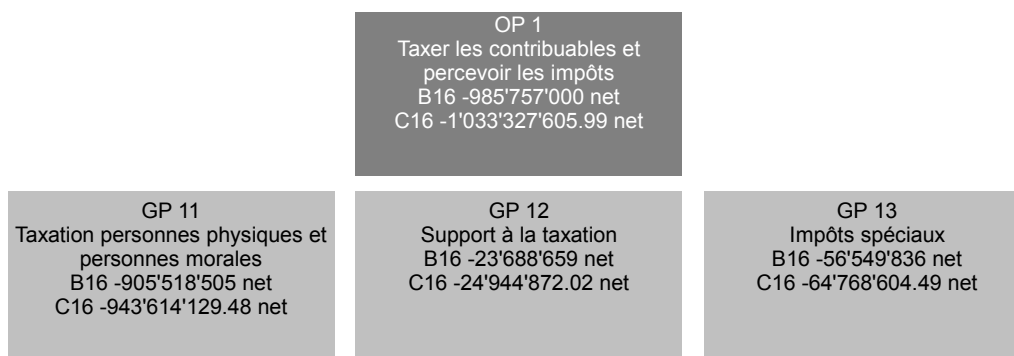 OP 1
Taxer les contribuables et
percevoir les impôts
B16 -985'757'000 net
C16 -1'033'327'605.99 net
GP 11
Taxation personnes physiques et
personnes morales
B16 -905'518'505 net
C16 -943'614'129.48 net
GP 12
Support à la taxation
B16 -23'688'659 net
C16 -24'944'872.02 net
GP 13
Impôts spéciaux
B16 -56'549'836 net
C16 -64'768'604.49 net